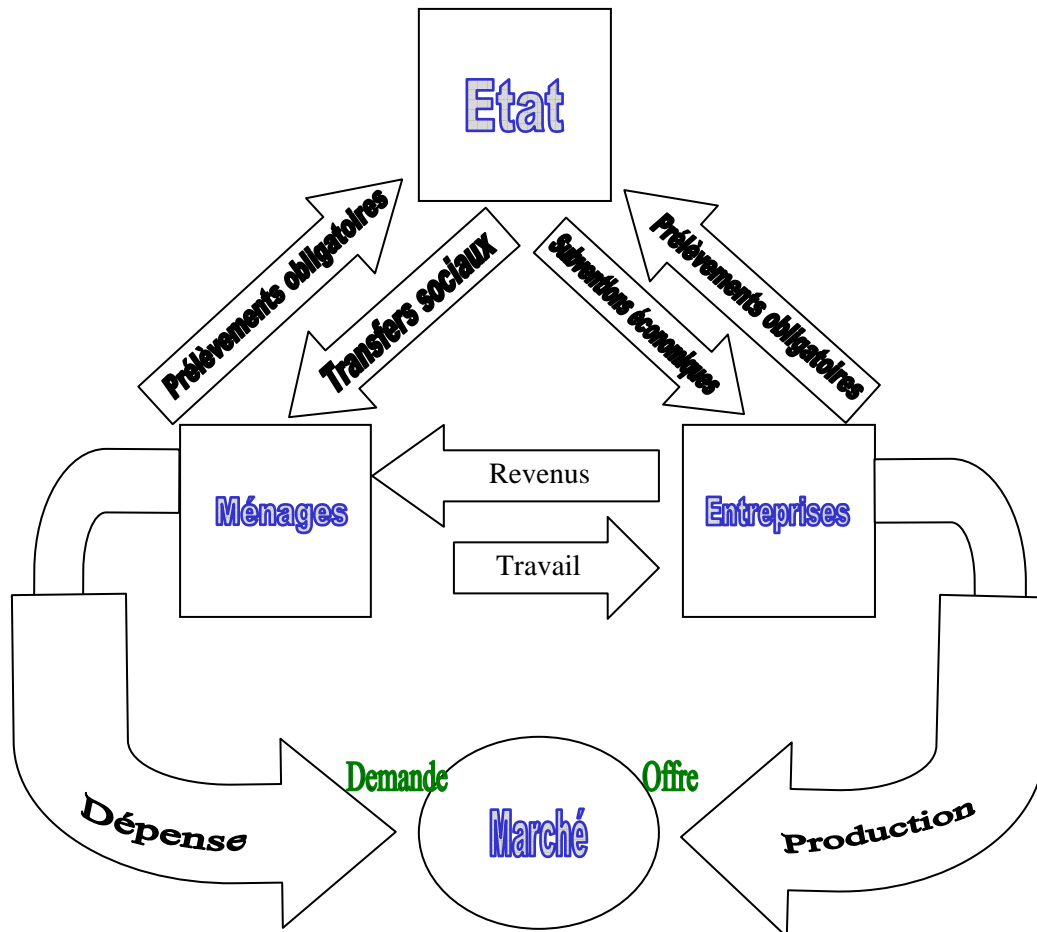 Etat
Prélèvements obligatoires
Transfers sociaux
Subventions économiques
Prélèvements obligatoires
Ménages
Revenus
Travail
Entreprises
Demande
Offre
Marché
Dépense
Production